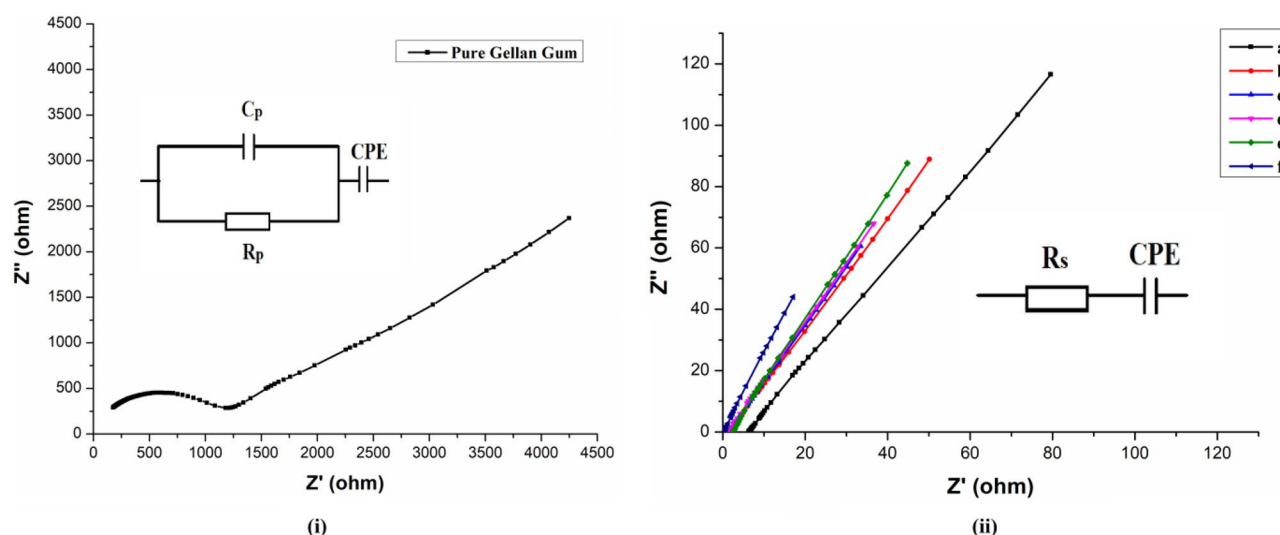 4500
4000
3500
3000
2500
2000
1500
1000
500
0
Z'' (ohm)
Pure Gellan Gum
Cp
CPE
Rp
0 500 1000 1500 2000 2500 3000 3500 4000 4500
Z' (ohm)
(i)
120
100
80
60
40
20
0
Z'' (ohm)
a
f
Rs
CPE
0 20 40 60 80 100 120
Z' (ohm)
(ii)